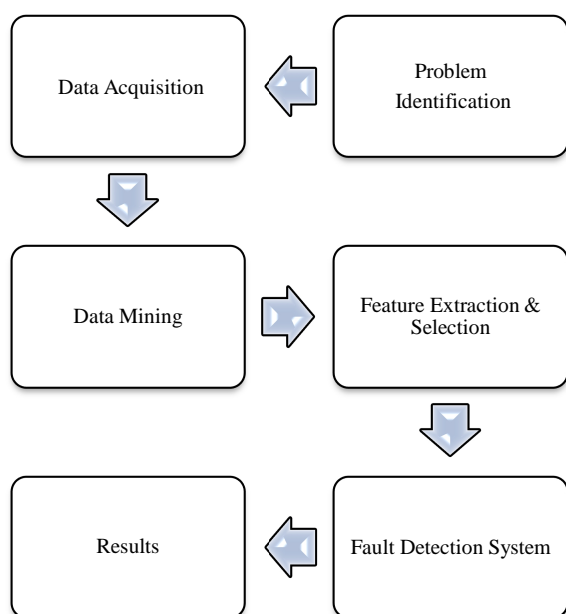 Data Acquisition
Problem
Identification
Data Mining
Feature Extraction &
Selection
Results
Fault Detection System